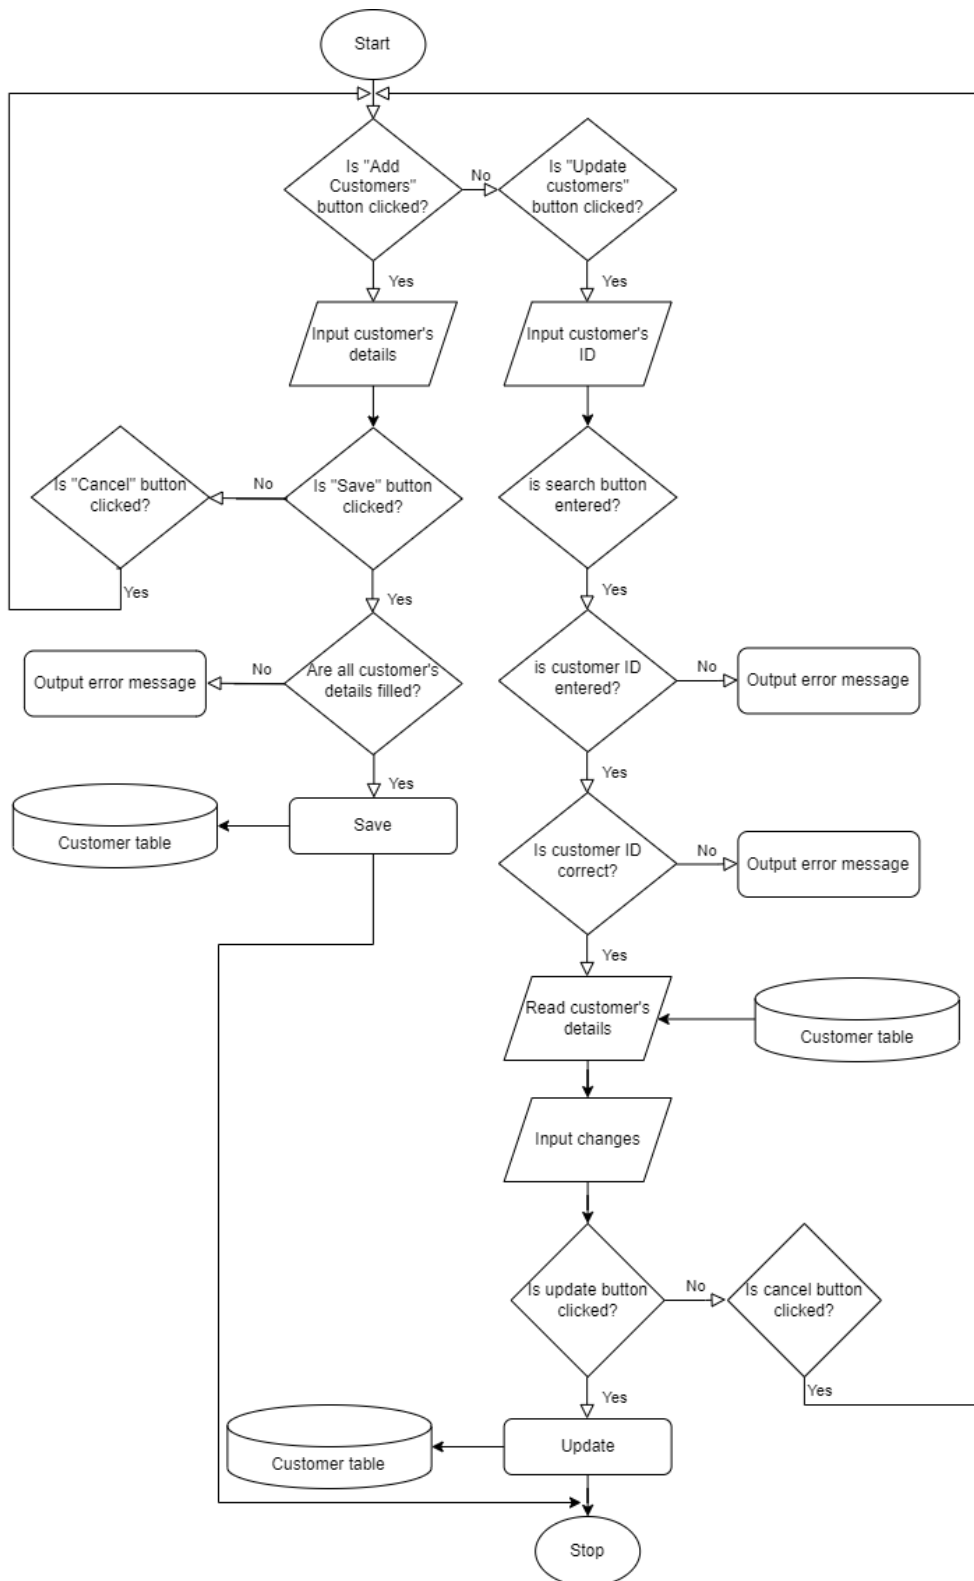 Start
Is "Add
Customers"
button clicked?
No
Is "Update
customers"
button clicked?
Yes
Yes
Input customer's
details
Input customer's
ID
Is "Cancel" button
clicked?
No
Is "Save" button
clicked?
is search button
entered?
Yes
Yes
Yes
Output error message
No
Are all customer's
details filled?
is customer ID
entered?
No
Output error message
Yes
Yes
Customer table
Save
Is customer ID
correct?
No
Output error message
Yes
Read customer's
details
Customer table
Input changes
Is update button
clicked?
No
Is cancel button
clicked?
Yes
Yes
Customer table
Update
Stop